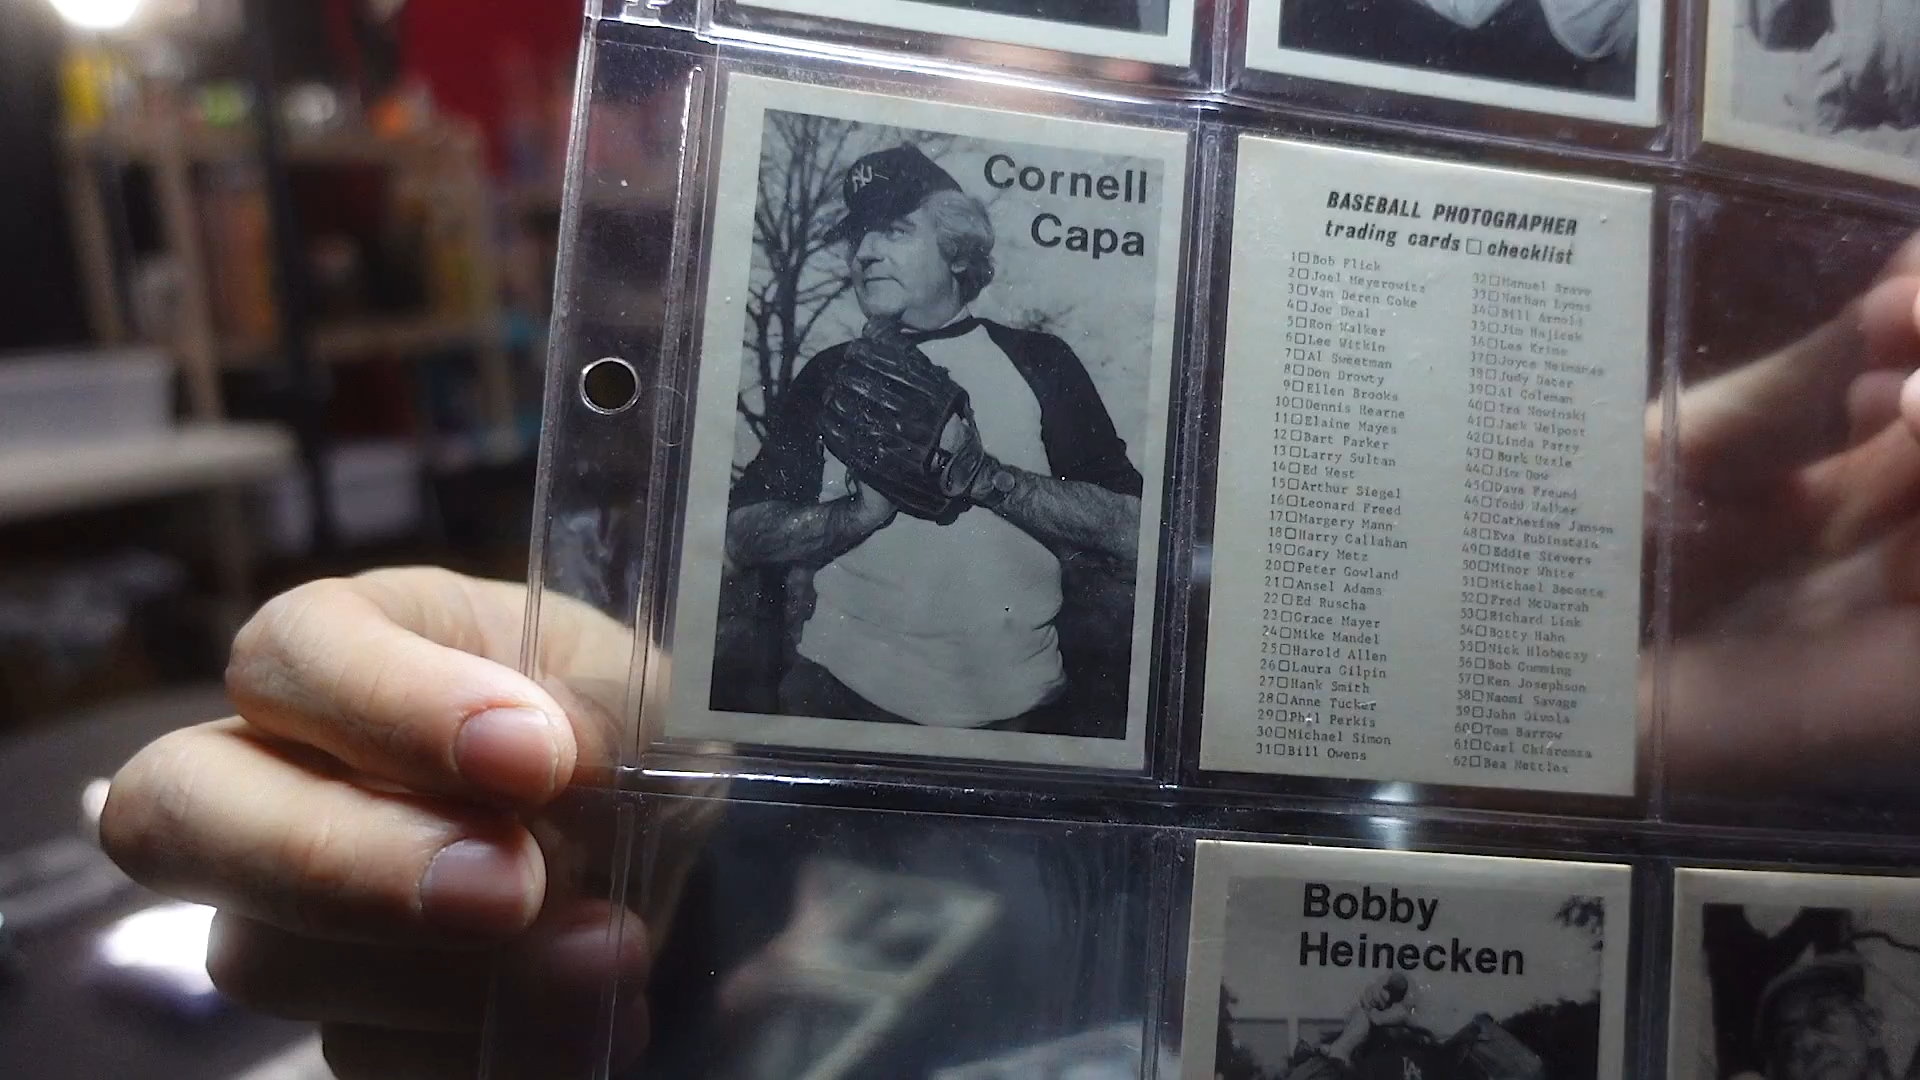 Cornell
Capa
BASEBALL PHOTOGRAPHER
trading cards □ checklist
1□Bob Flick
2□Joel Meyerowitz
3□Van Deren Coke
4□Joe Deal
5□Ron Walker
6□Lee Witkin
7□Al Sweetman
8□Don Drowty
9□Ellen Brooks
10□Dennis Hearne
11□Elaine Mayes
12□Bart Parker
13□Larry Sultan
14□Ed West
15□Arthur Siegel
16□Leonard Freed
17□Margery Mann
18□Harry Callahan
19□Gary Metz
20□Peter Gowland
21□Ansel Adams
22□Ed Ruscha
23□Grace Mayer
24□Mike Mandel
25□Harold Allen
26□Laura Gilpin
27□Hank Smith
28□Anne Tucker
29□Phil Perkis
30□Michael Simon
31□Bill Owens
32□Manuel Bravo
33□Nathan Lyons
34□Bill Arnold
35□Jim Hajicek
36□Les Krims
37□Joyce Neimanas
38□Judy Dater
39□Al Coleman
40□Ira Nowinski
41□Jack Welpott
42□Linda Parry
43□Burk Uzzle
44□Jim Dow
45□Dave Freund
46□Todd Walker
47□Catherine Jansen
48□Eva Rubinstein
49□Eddie Sievers
50□Minor White
51□Michael Becotte
52□Fred McDarrah
53□Richard Link
54□Betty Hahn
55□Nick Hlobeczy
56□Bob Cumming
57□Ken Josephson
58□Naomi Savage
59□John Divola
60□Tom Barrow
61□Carl Chiarenza
62□Bea Nettles
Bobby
Heinecken